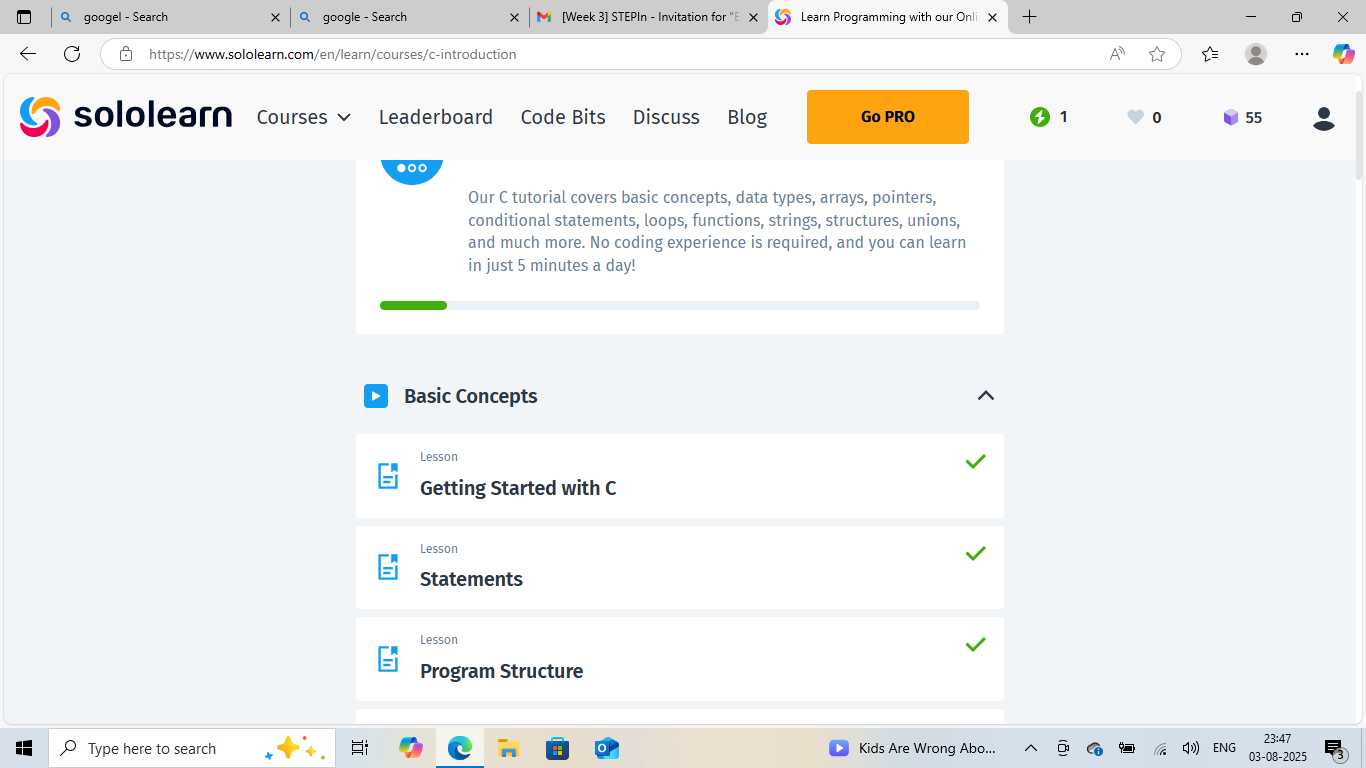 googel - Search
google - Search
[Week 3] STEPIn - Invitation for "E
Learn Programming with our Onli
https://www.sololearn.com/en/learn/courses/c-introduction
sololearn
Courses
Leaderboard
Code Bits
Discuss
Blog
Go PRO
1
0
55
Our C tutorial covers basic concepts, data types, arrays, pointers,
conditional statements, loops, functions, strings, structures, unions,
and much more. No coding experience is required, and you can learn
in just 5 minutes a day!
Basic Concepts
Lesson
Getting Started with C
Lesson
Statements
Lesson
Program Structure
Type here to search
Kids Are Wrong Abo...
ENG
23:47
03-08-2025
3